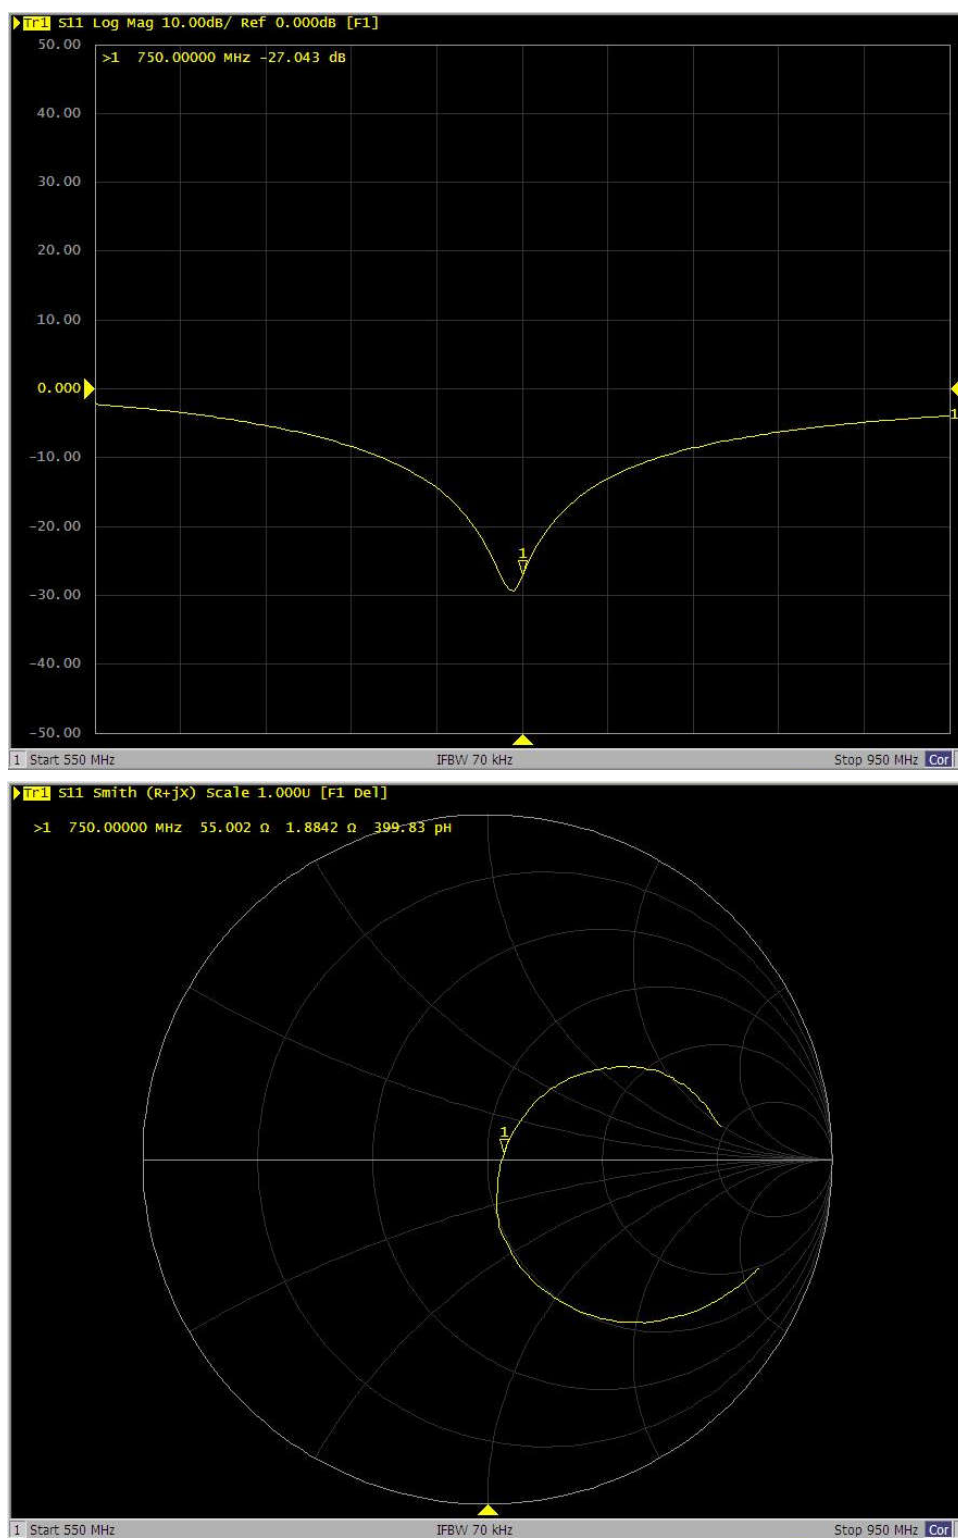 Tr1 S11 Log Mag 10.00dB/ Ref 0.000dB [F1]
50.00
>1 750.00000 MHz -27.043 dB
40.00
30.00
20.00
10.00
0.000
1
-10.00
-20.00
1
-30.00
-40.00
-50.00
1 Start 550 MHz IFBW 70 kHz Stop 950 MHz Cor
Tr1 S11 Smith (R+jX) Scale 1.000U [F1 Del]
>1 750.00000 MHz 55.002 Ω 1.8842 Ω 399.83 pH
1
1 Start 550 MHz IFBW 70 kHz Stop 950 MHz Cor